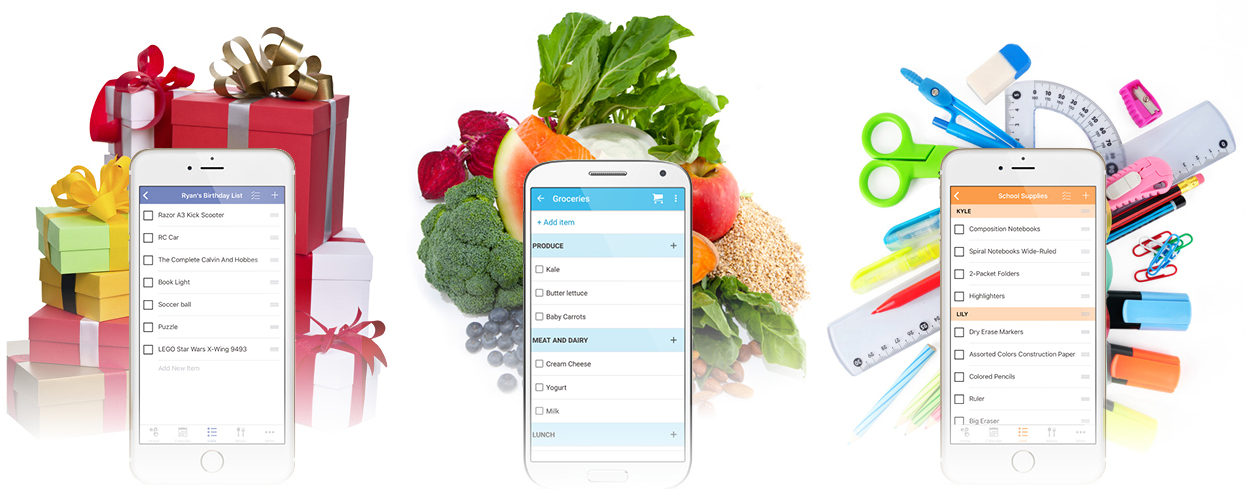 Ryan's Birthday List
Razor A3 Kick Scooter
RC Car
The Complete Calvin And Hobbes
Book Light
Soccer ball
Puzzle
LEGO Star Wars X-Wing 9493
Add New Item
Groceries
+ Add item
PRODUCE
Kale
Butter lettuce
Baby Carrots
MEAT AND DAIRY
Cream Cheese
Yogurt
Milk
LUNCH
School Supplies
KYLE
Composition Notebooks
Spiral Notebooks Wide-Ruled
2-Packet Folders
Highlighters
LILY
Dry Erase Markers
Assorted Colors Construction Paper
Colored Pencils
Ruler
Big Eraser